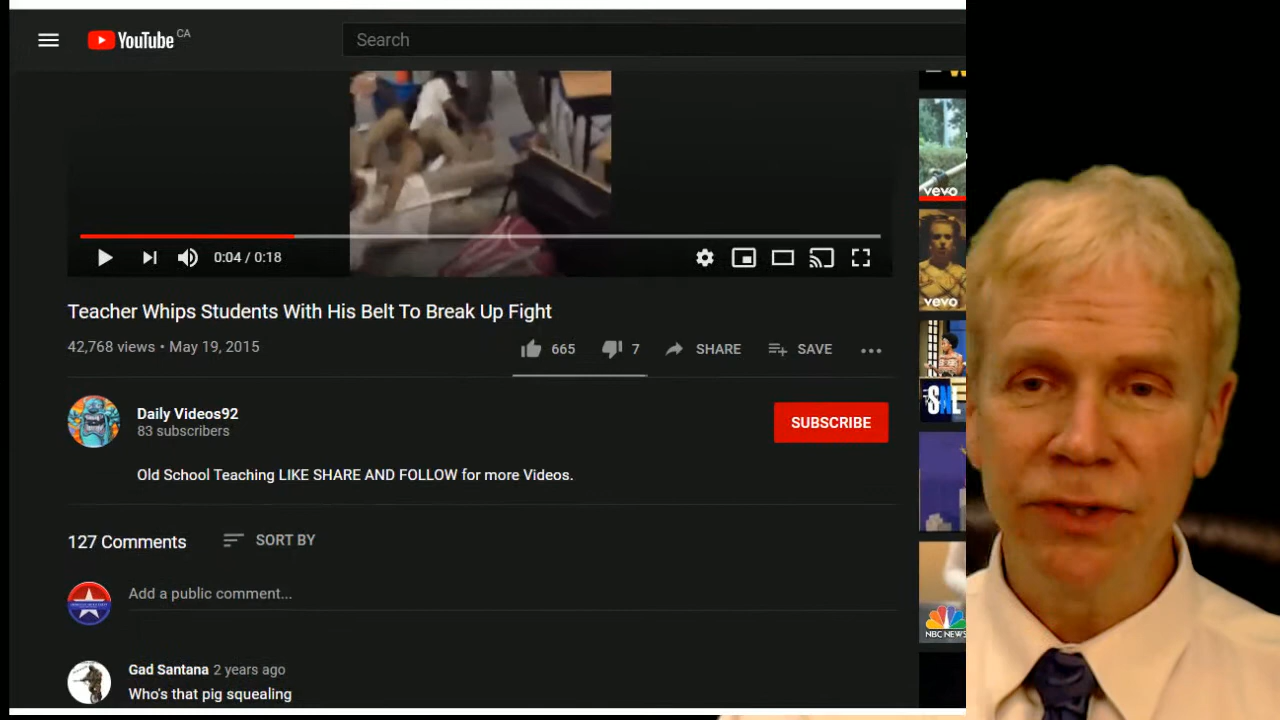 YouTube CA
Search
vevo
vevo
SNL
NBC NEWS
0:04 / 0:18
Teacher Whips Students With His Belt To Break Up Fight
42,768 views • May 19, 2015
665
7
SHARE
SAVE
Daily Videos92
83 subscribers
SUBSCRIBE
Old School Teaching LIKE SHARE AND FOLLOW for more Videos.
127 Comments
SORT BY
Add a public comment...
Gad Santana 2 years ago
Who's that pig squealing